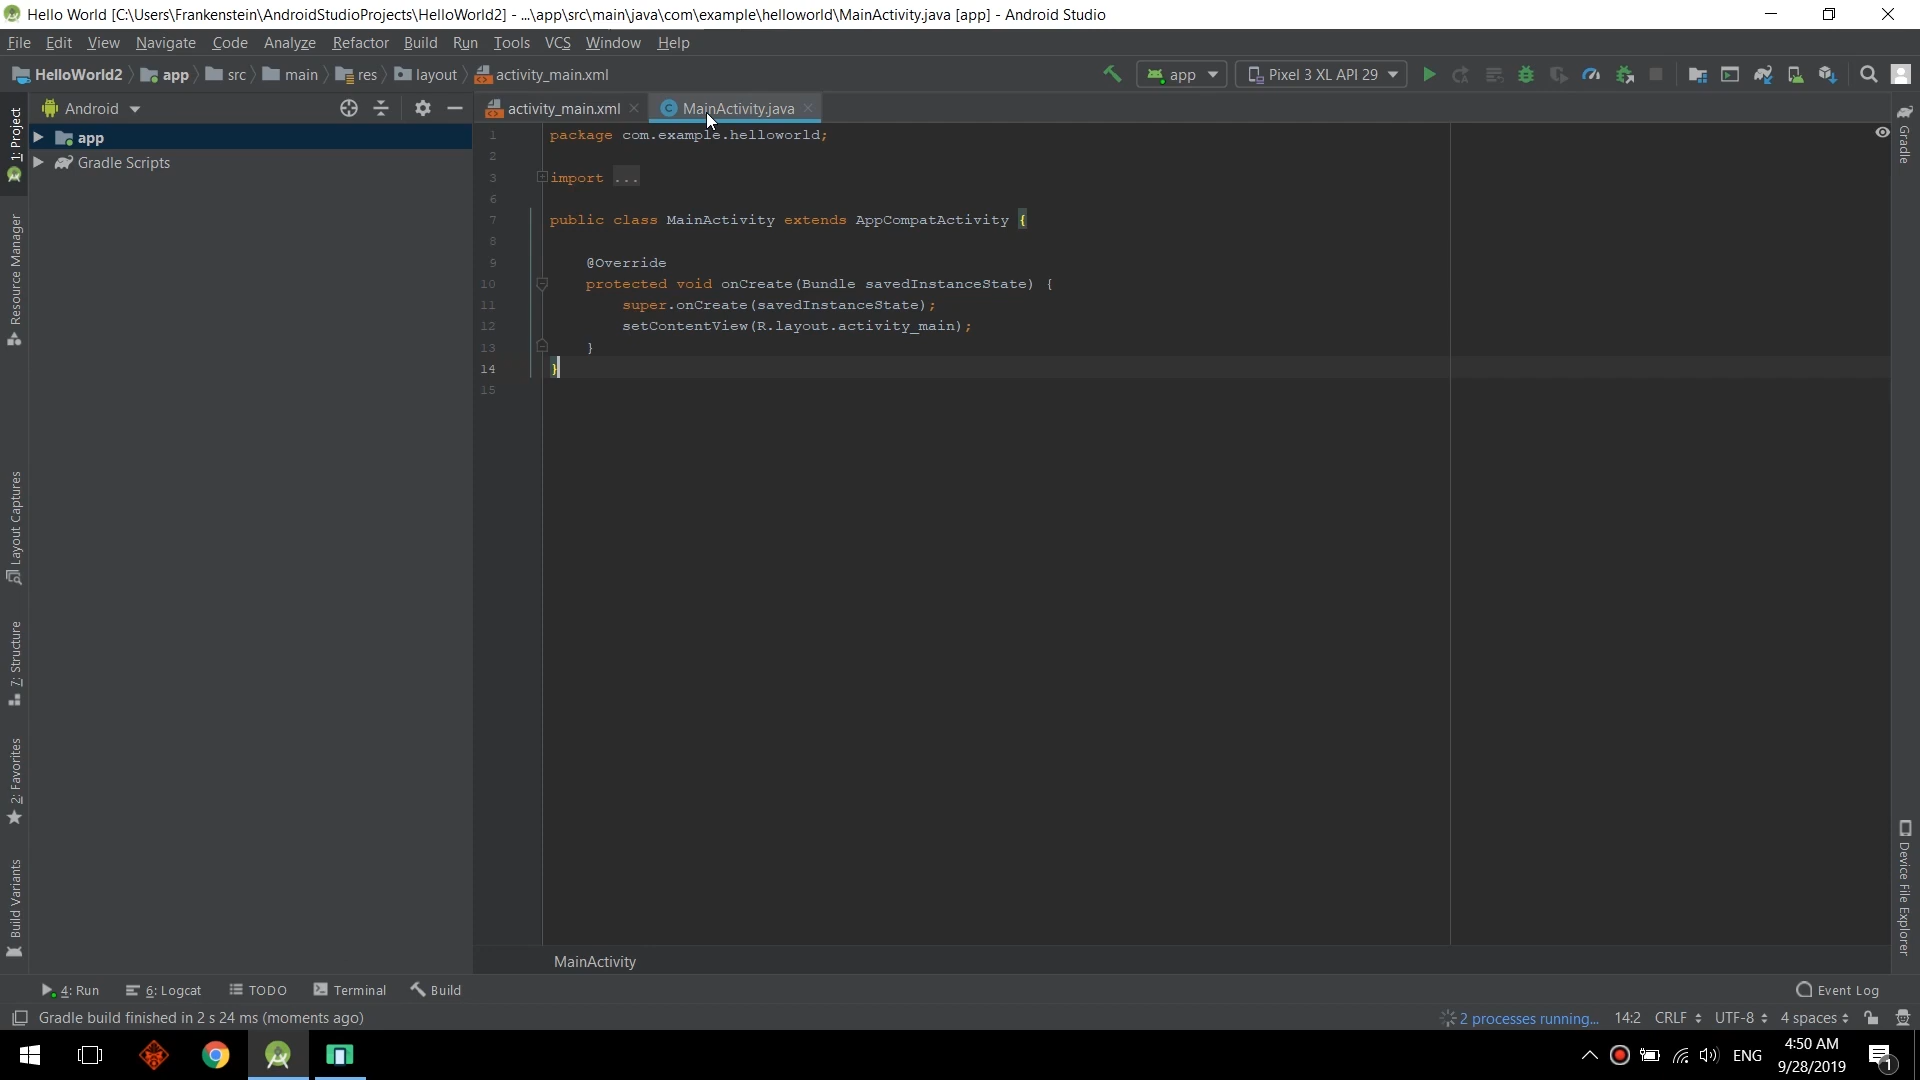 Hello World [C:\Users\Frankenstein\AndroidStudioProjects\HelloWorld2] - ...\app\src\main\java\com\example\helloworld\MainActivity.java [app] - Android Studio
File Edit View Navigate Code Analyze Refactor Build Run Tools VCS Window Help
HelloWorld2 app src main res layout activity_main.xml app Pixel 3 XL API 29
Android activity_main.xml MainActivity.java
app
Gradle Scripts
1: Project
Resource Manager
Layout Captures
7: Structure
2: Favorites
Build Variants
1 package com.example.helloworld;
2
3 import ...
6
7 public class MainActivity extends AppCompatActivity {
8
9 @Override
10 protected void onCreate(Bundle savedInstanceState) {
11 super.onCreate(savedInstanceState);
12 setContentView(R.layout.activity_main);
13 }
14 }
15
Gradle
Device File Explorer
MainActivity
4: Run 6: Logcat TODO Terminal Build Event Log
Gradle build finished in 2 s 24 ms (moments ago) 2 processes running... 14:2 CRLF UTF-8 4 spaces
ENG 4:50 AM
9/28/2019 1